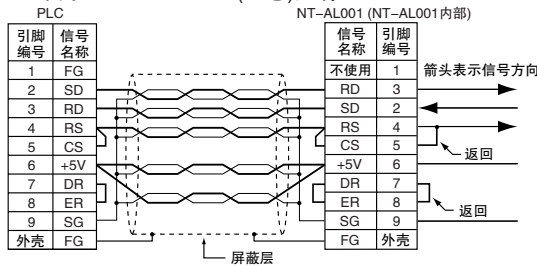 PLC
NT-AL001 (NT-AL001内部)
引脚编号 信号名称
1 FG
2 SD
3 RD
4 RS
5 CS
6 +5V
7 DR
8 ER
9 SG
外壳 FG
信号名称 引脚编号
不使用 1
RD 3
SD 2
RS 4
CS 5
+5V 6
DR 7
ER 8
SG 9
FG 外壳
箭头表示信号方向
返回
返回
屏蔽层